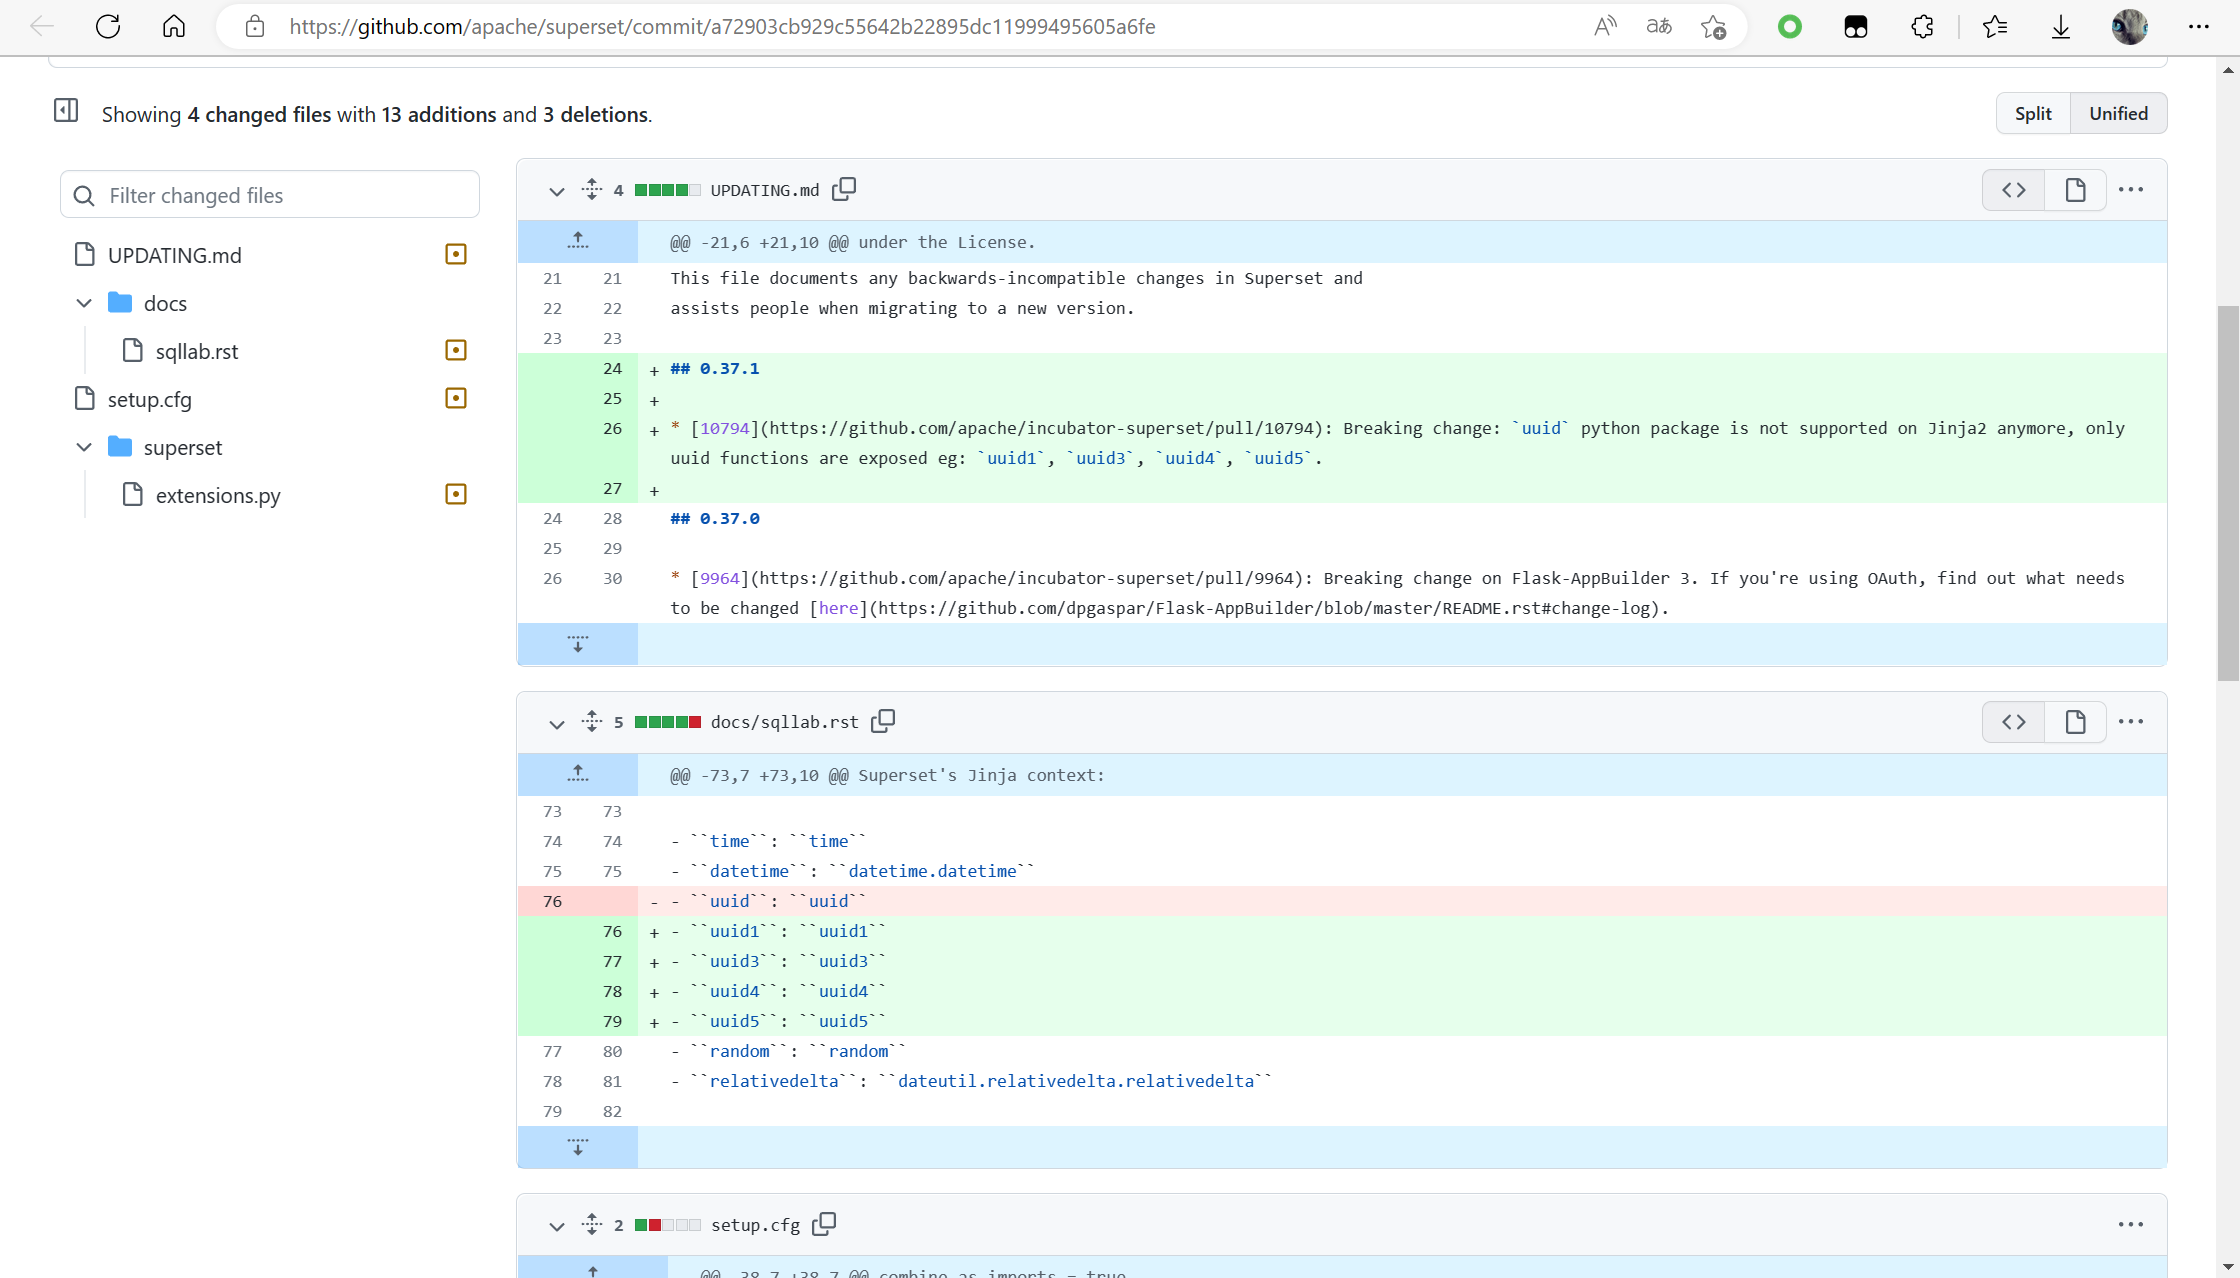 https://github.com/apache/superset/commit/a72903cb929c55642b22895dc11999495605a6fe
Showing 4 changed files with 13 additions and 3 deletions.
Split
Unified
Filter changed files
UPDATING.md
docs
sqllab.rst
setup.cfg
superset
extensions.py
4 UPDATING.md
@@ -21,6 +21,10 @@ under the License.
21 21 This file documents any backwards-incompatible changes in Superset and
22 22 assists people when migrating to a new version.
23 23
24 + ## 0.37.1
25 +
26 + * [10794](https://github.com/apache/incubator-superset/pull/10794): Breaking change: `uuid` python package is not supported on Jinja2 anymore, only
uuid functions are exposed eg: `uuid1`, `uuid3`, `uuid4`, `uuid5`.
27 +
24 28 ## 0.37.0
25 29
26 30 * [9964](https://github.com/apache/incubator-superset/pull/9964): Breaking change on Flask-AppBuilder 3. If you're using OAuth, find out what needs
to be changed [here](https://github.com/dpgaspar/Flask-AppBuilder/blob/master/README.rst#change-log).
5 docs/sqllab.rst
@@ -73,7 +73,10 @@ Superset's Jinja context:
73 73
74 74 - ``time``: ``time``
75 75 - ``datetime``: ``datetime.datetime``
76 - - ``uuid``: ``uuid``
76 + - ``uuid1``: ``uuid1``
77 + - ``uuid3``: ``uuid3``
78 + - ``uuid4``: ``uuid4``
79 + - ``uuid5``: ``uuid5``
77 80 - ``random``: ``random``
78 81 - ``relativedelta``: ``dateutil.relativedelta.relativedelta``
79 82
2 setup.cfg
@@ -38,7 +38,7 @@ combine_as_imports = true